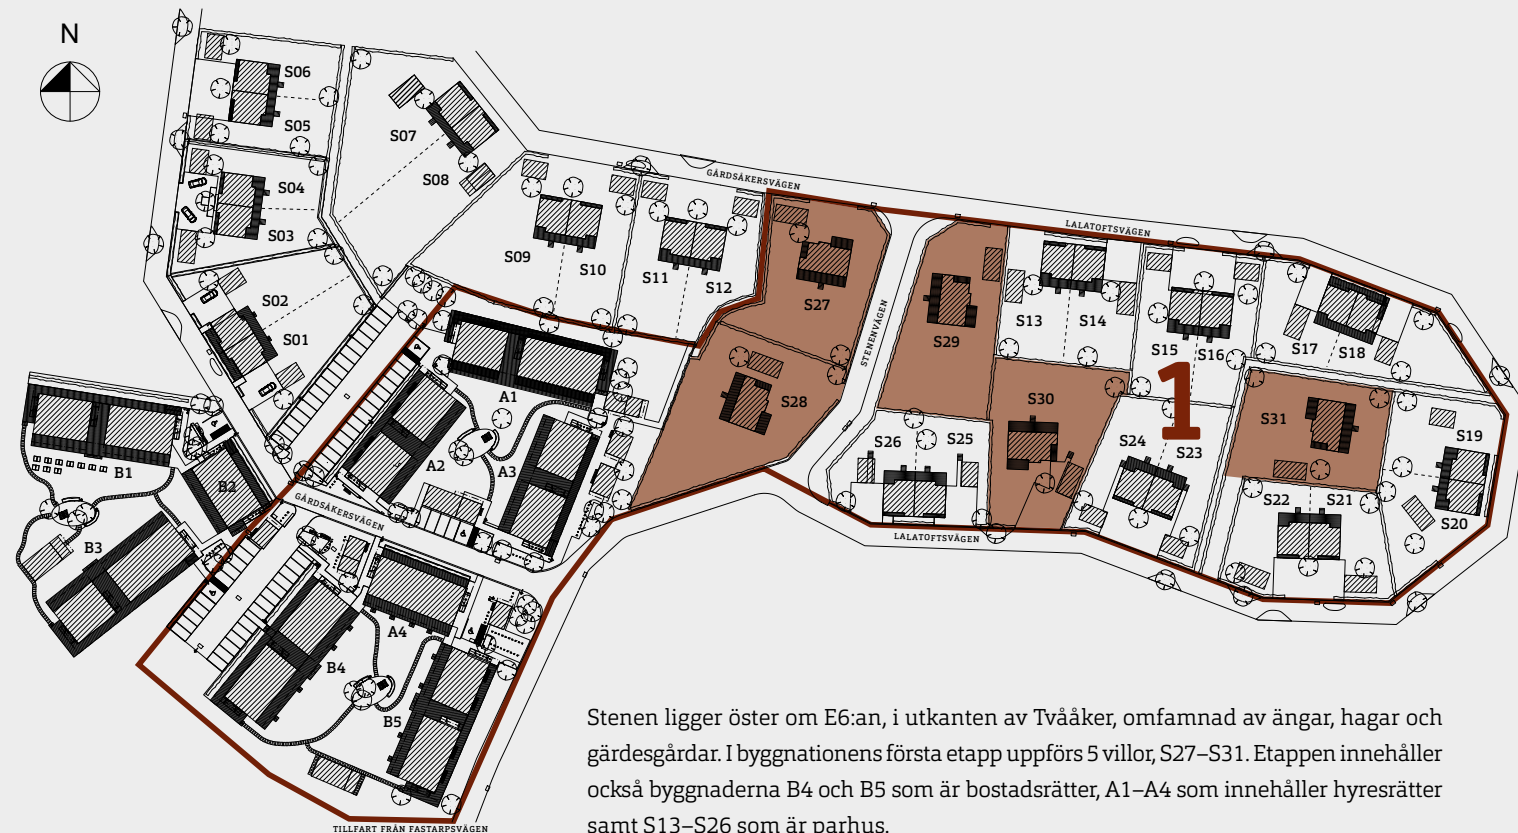 N
S06
S05
S07
S04
S08
S03
GÅRDSÅKERSVÄGEN
LALATOFTSVÄGEN
S09
S10
S11
S12
S02
S01
S27
STENENVÄGEN
S29
S13
S14
S15
S16
S17
S18
1
A1
S28
S30
S31
S19
S26
S25
S24
S23
S22
S21
S20
B1
B2
A2
A3
GÅRDSÅKERSVÄGEN
LALATOFTSVÄGEN
B3
A4
B4
B5
Stenen ligger öster om E6:an, i utkanten av Tvååker, omfamnad av ängar, hagar och
gärdesgårdar. I byggnationens första etapp uppförs 5 villor, S27–S31. Etappen innehåller
också byggnaderna B4 och B5 som är bostadsrätter, A1–A4 som innehåller hyresrätter
samt S13–S26 som är parhus.
TILLFART FRÅN FASTARPSVÄGEN